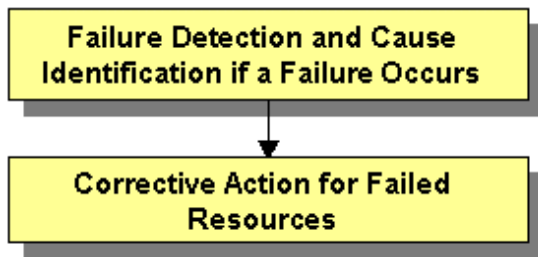 Failure Detection and Cause
Identification if a Failure Occurs
Corrective Action for Failed
Resources